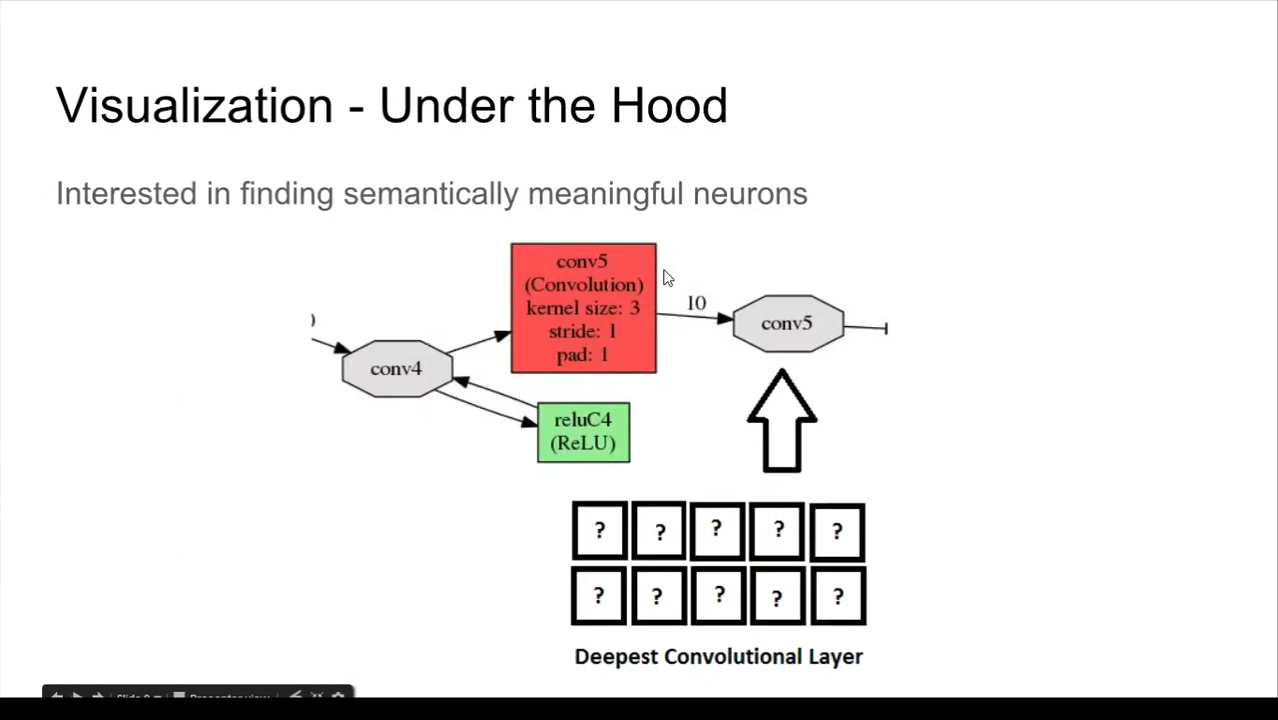 Visualization - Under the Hood
Interested in finding semantically meaningful neurons
conv5
(Convolution)
kernel size: 3
stride: 1
pad: 1
10
conv5
)
conv4
reluC4
(ReLU)
? ? ? ? ?
? ? ? ? ?
Deepest Convolutional Layer